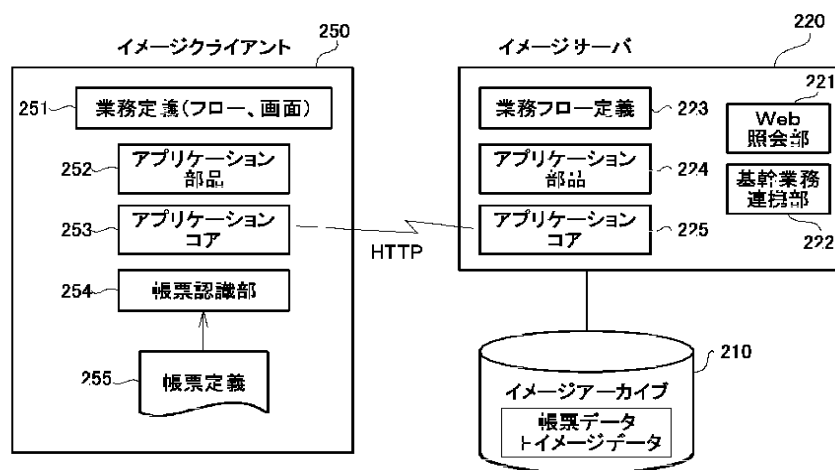 イメージクライアント
250
251
業務定義(フロー、画面)
252
アプリケーション
部品
253
アプリケーション
コア
254
帳票認識部
255
帳票定義
HTTP
イメージサーバ
220
業務フロー定義
223
アプリケーション
部品
224
アプリケーション
コア
225
221
Web
照会部
基幹業務
連携部
222
210
イメージアーカイブ
帳票データ
トイメージデータ